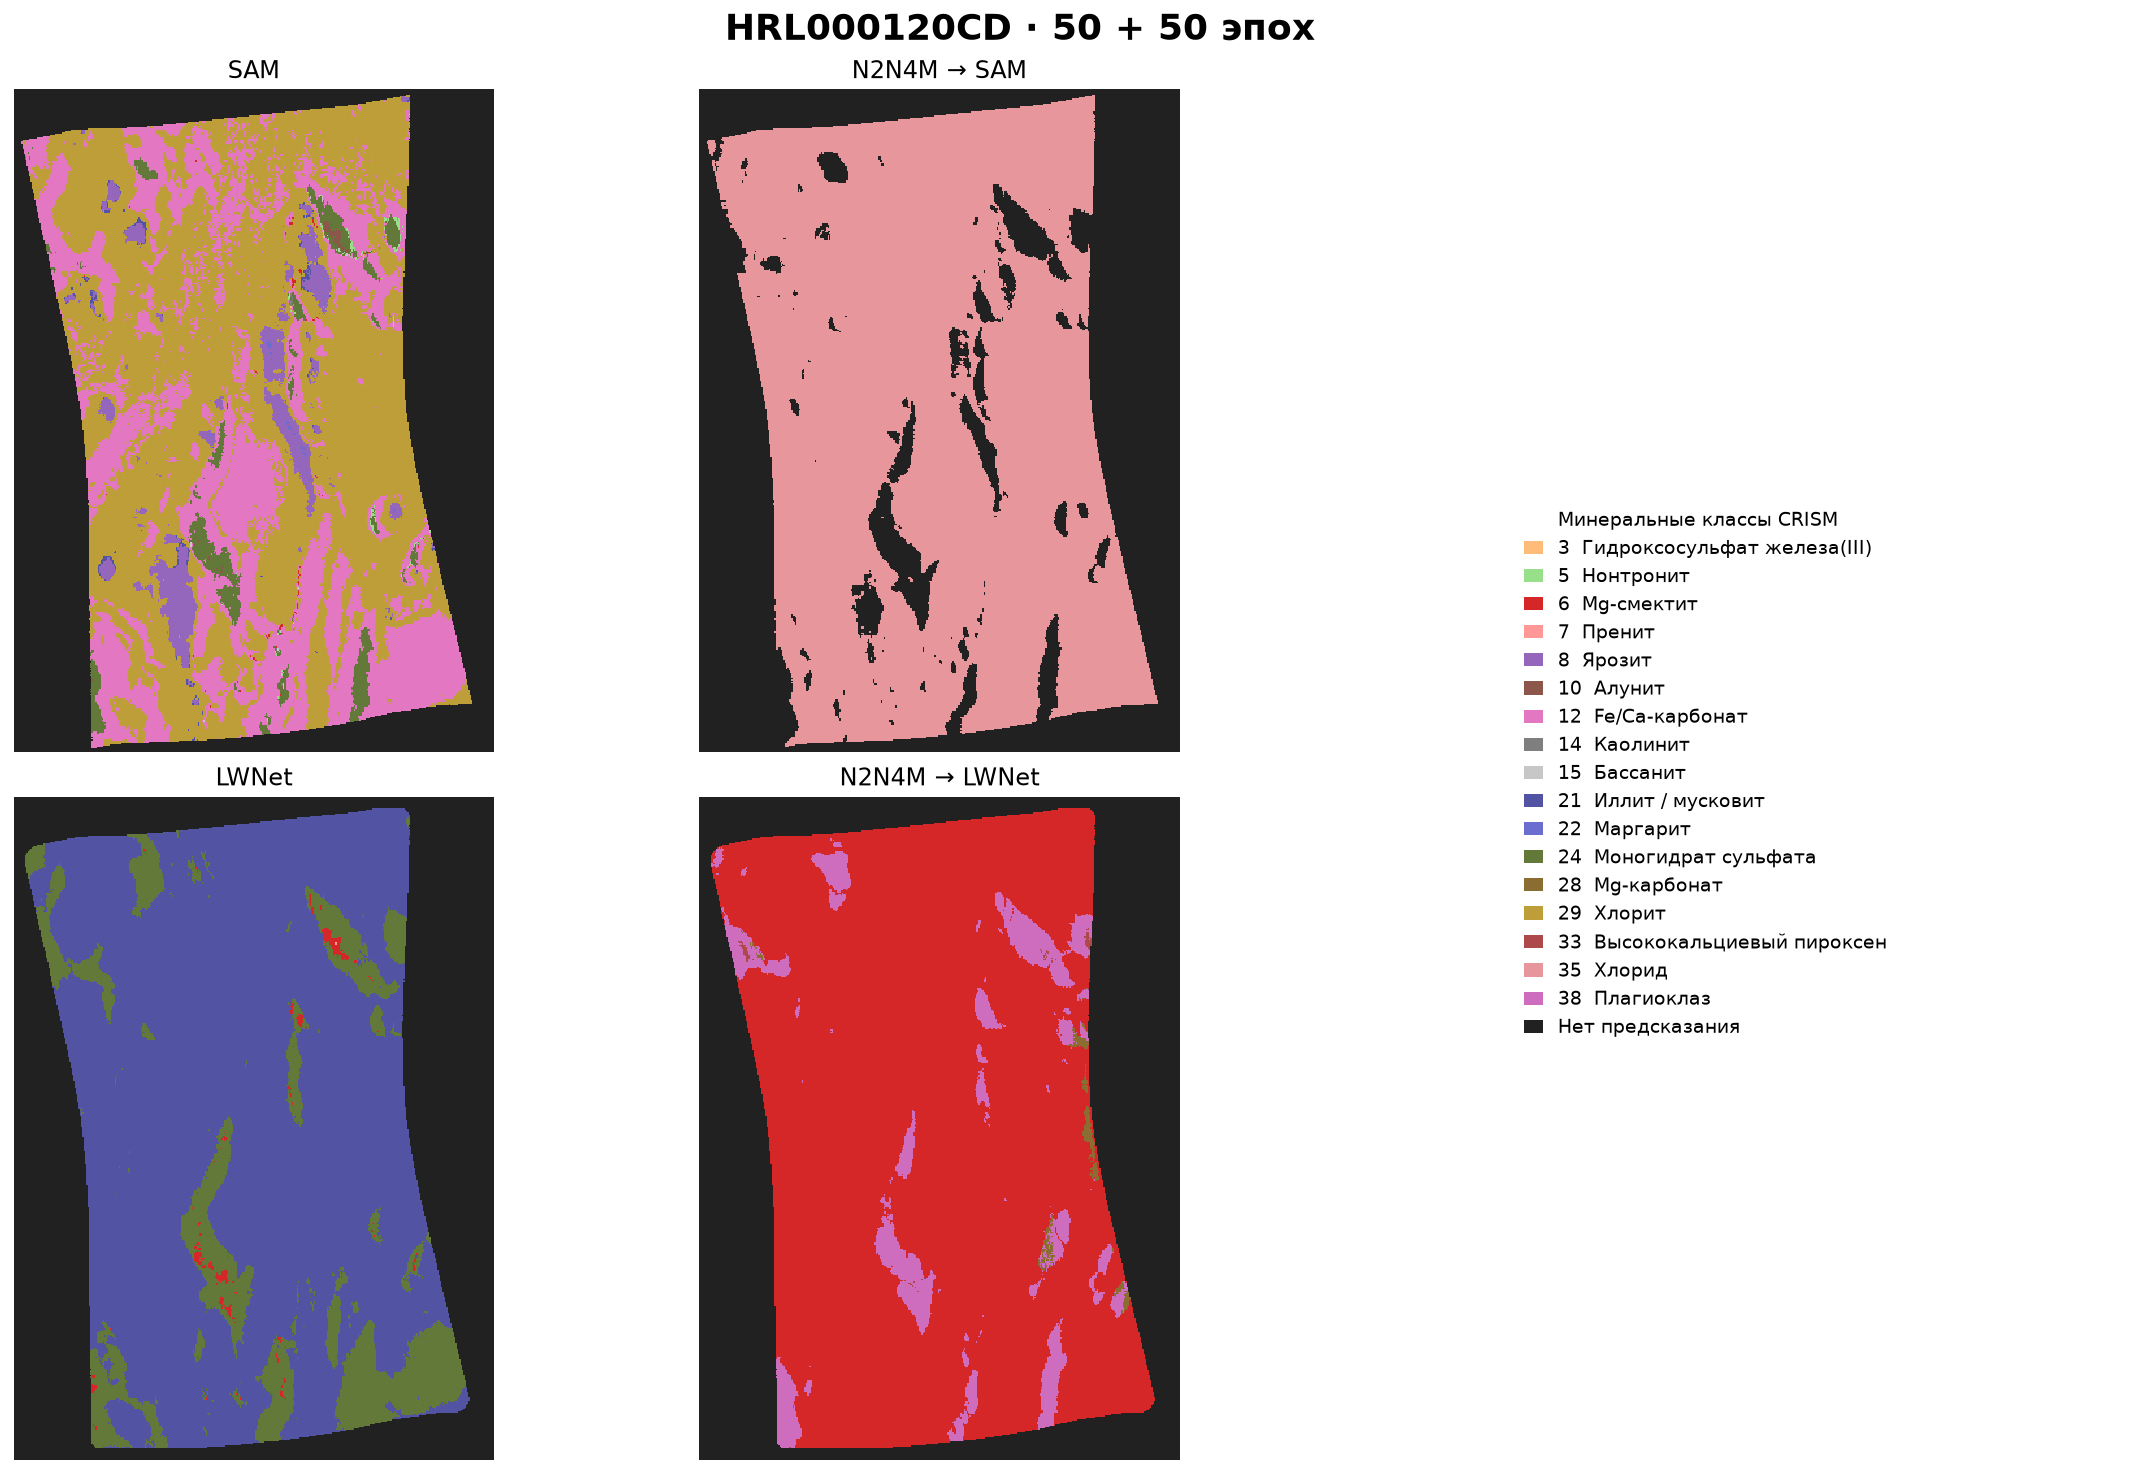 HRL000120CD · 50 + 50 эпох
SAM
N2N4M → SAM
LWNet
N2N4M → LWNet
Минеральные классы CRISM
3 Гидроксосульфат железа(III)
5 Нонтронит
6 Mg-смектит
7 Пренит
8 Ярозит
10 Алунит
12 Fe/Ca-карбонат
14 Каолинит
15 Бассанит
21 Иллит / мусковит
22 Маргарит
24 Моногидрат сульфата
28 Mg-карбонат
29 Хлорит
33 Высококальциевый пироксен
35 Хлорид
38 Плагиоклаз
Нет предсказания